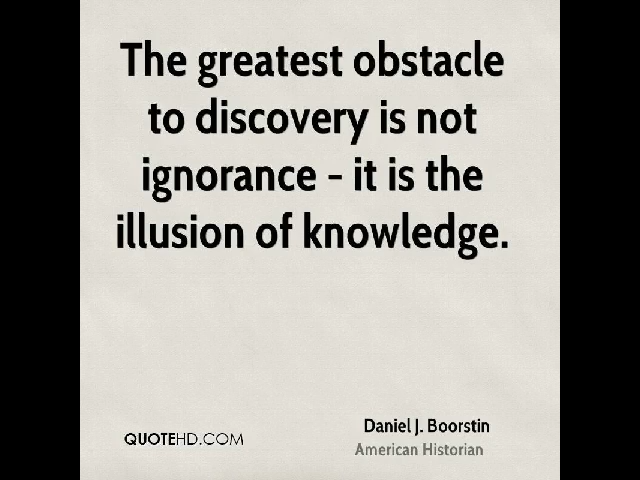 The greatest obstacle
to discovery is not
ignorance - it is the
illusion of knowledge.
Daniel J. Boorstin
QUOTEHD.COM
American Historian